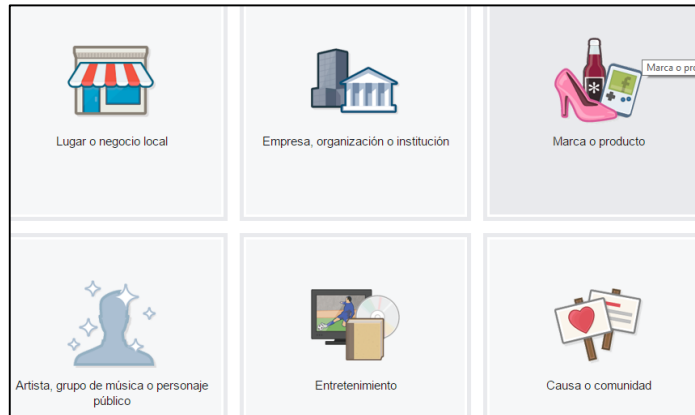 Lugar o negocio local
Empresa, organización o institución
Marca o producto
Marca o pro
Artista, grupo de música o personaje
público
Entretenimiento
Causa o comunidad